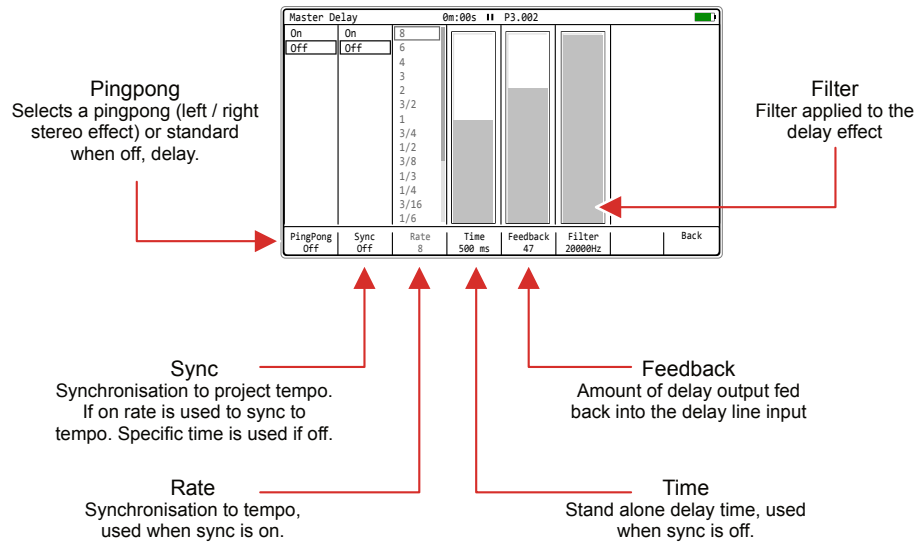 Master Delay 0m:00s II P3.002
On On 8
Off Off 6
4
3
2
3/2
1
3/4
1/2
3/8
1/3
1/4
3/16
1/6
PingPong Sync Rate Time Feedback Filter Back
Off Off 8 500 ms 47 20000Hz
Pingpong
Selects a pingpong (left / right
stereo effect) or standard
when off, delay.
Filter
Filter applied to the
delay effect
Sync
Synchronisation to project tempo.
If on rate is used to sync to
tempo. Specific time is used if off.
Feedback
Amount of delay output fed
back into the delay line input
Rate
Synchronisation to tempo,
used when sync is on.
Time
Stand alone delay time, used
when sync is off.